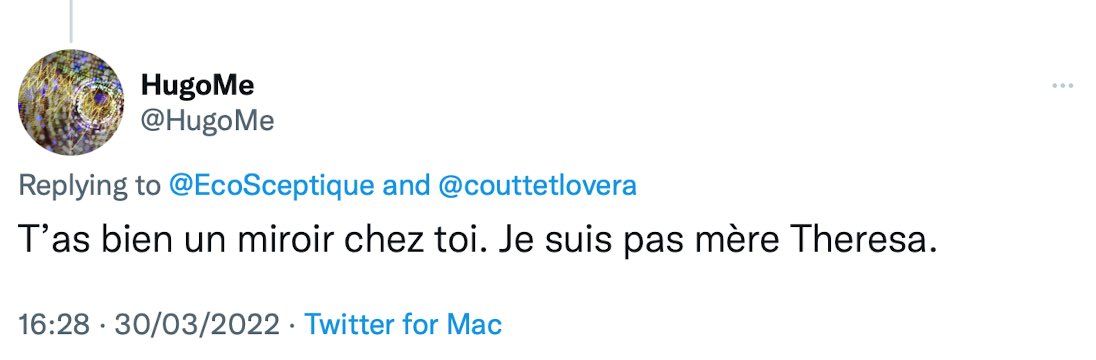 HugoMe
@HugoMe
Replying to @EcoSceptique and @couttetlovera
T’as bien un miroir chez toi. Je suis pas mère Theresa.
16:28 · 30/03/2022 · Twitter for Mac